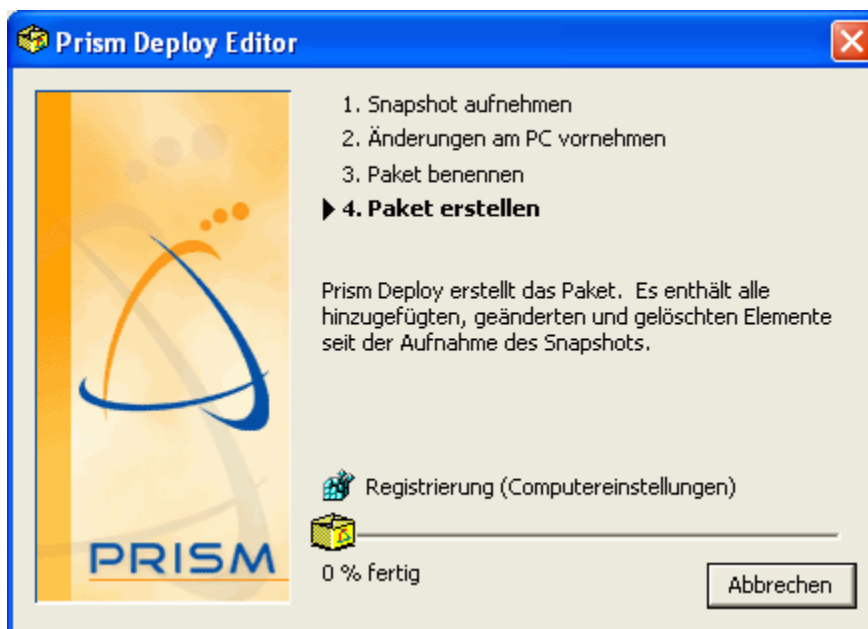 Prism Deploy Editor
1. Snapshot aufnehmen
2. Änderungen am PC vornehmen
3. Paket benennen
4. Paket erstellen
Prism Deploy erstellt das Paket. Es enthält alle
hinzugefügten, geänderten und gelöschten Elemente
seit der Aufnahme des Snapshots.
Registrierung (Computereinstellungen)
0 % fertig
Abbrechen
PRISM